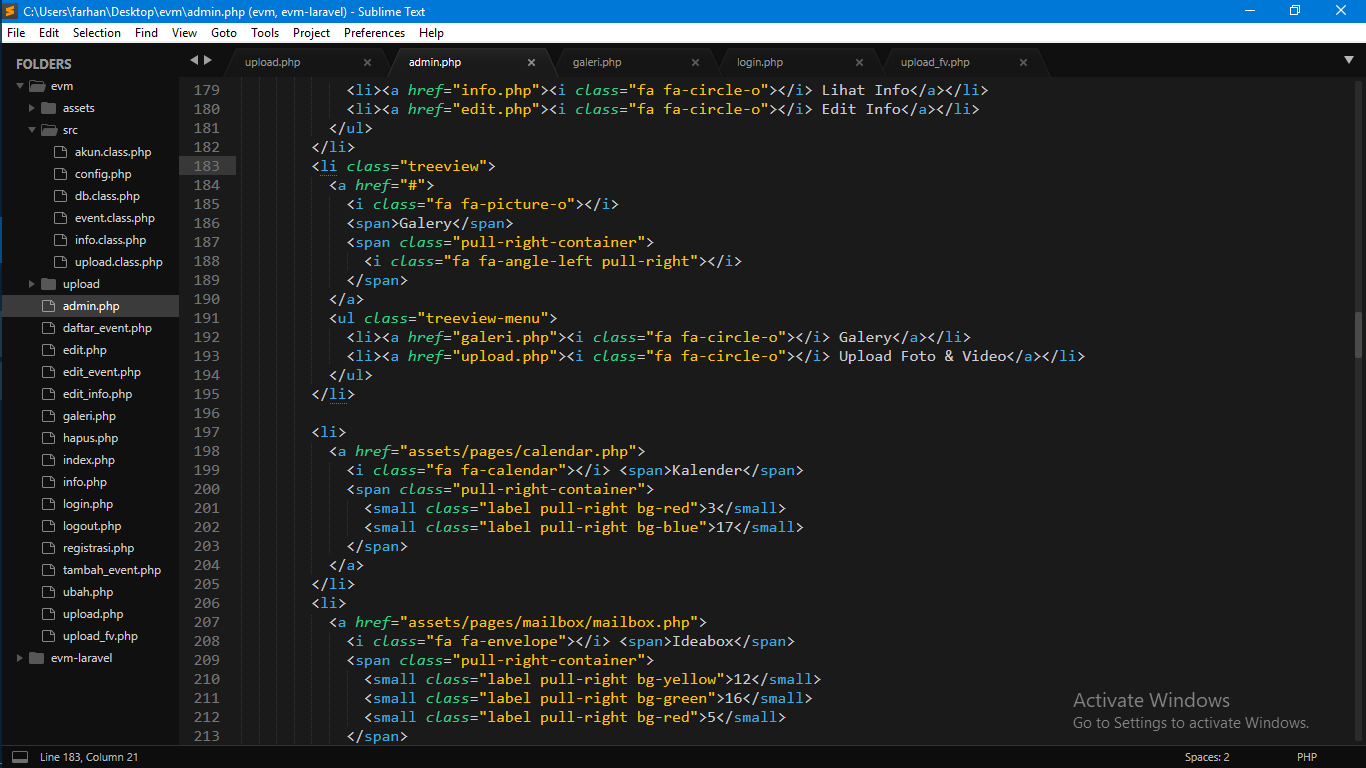 C:\Users\farhan\Desktop\evm\admin.php (evm, evm-laravel) - Sublime Text
File Edit Selection Find View Goto Tools Project Preferences Help
FOLDERS
evm
assets
src
akun.class.php
config.php
db.class.php
event.class.php
info.class.php
upload.class.php
upload
admin.php
daftar_event.php
edit.php
edit_event.php
edit_info.php
galeri.php
hapus.php
index.php
info.php
login.php
logout.php
registrasi.php
tambah_event.php
ubah.php
upload.php
upload_fv.php
evm-laravel
upload.php × admin.php × galeri.php × login.php × upload_fv.php ×
179 <li><a href="info.php"><i class="fa fa-circle-o"></i> Lihat Info</a></li>
180 <li><a href="edit.php"><i class="fa fa-circle-o"></i> Edit Info</a></li>
181 </ul>
182 </li>
183 <li class="treeview">
184 <a href="#">
185 <i class="fa fa-picture-o"></i>
186 <span>Galery</span>
187 <span class="pull-right-container">
188 <i class="fa fa-angle-left pull-right"></i>
189 </span>
190 </a>
191 <ul class="treeview-menu">
192 <li><a href="galeri.php"><i class="fa fa-circle-o"></i> Galery</a></li>
193 <li><a href="upload.php"><i class="fa fa-circle-o"></i> Upload Foto & Video</a></li>
194 </ul>
195 </li>
196
197 <li>
198 <a href="assets/pages/calendar.php">
199 <i class="fa fa-calendar"></i> <span>Kalender</span>
200 <span class="pull-right-container">
201 <small class="label pull-right bg-red">3</small>
202 <small class="label pull-right bg-blue">17</small>
203 </span>
204 </a>
205 </li>
206 <li>
207 <a href="assets/pages/mailbox/mailbox.php">
208 <i class="fa fa-envelope"></i> <span>Ideabox</span>
209 <span class="pull-right-container">
210 <small class="label pull-right bg-yellow">12</small>
211 <small class="label pull-right bg-green">16</small>
212 <small class="label pull-right bg-red">5</small>
213 </span>
Activate Windows
Go to Settings to activate Windows.
Line 183, Column 21 Spaces: 2 PHP